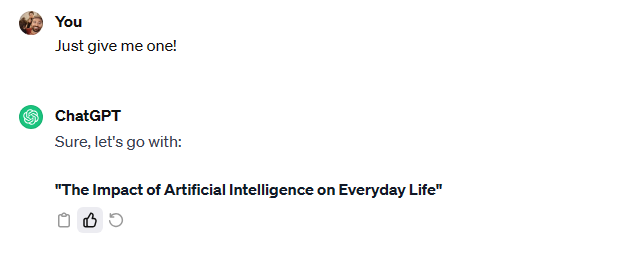 You
Just give me one!
ChatGPT
Sure, let's go with:
"The Impact of Artificial Intelligence on Everyday Life"